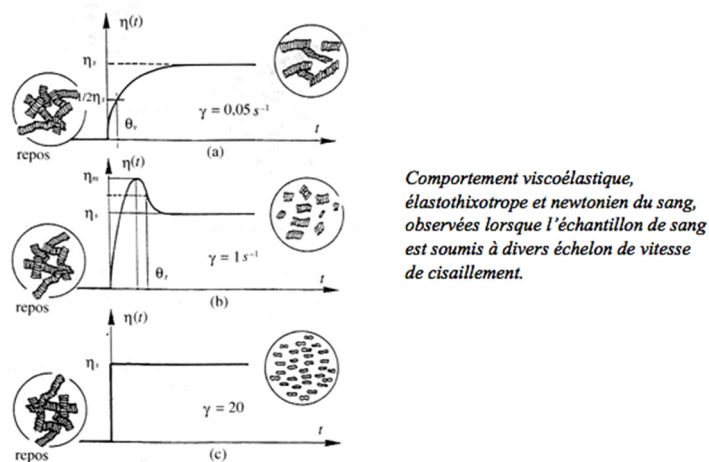 η(t)
ηs
1/2ηs
γ = 0,05 s⁻¹
θv
t
repos
(a)
η(t)
ηm
ηs
γ = 1 s⁻¹
θt
t
repos
(b)
η(t)
ηs
γ = 20
t
repos
(c)
Comportement viscoélastique,
élastothixotrope et newtonien du sang,
observées lorsque l'échantillon de sang
est soumis à divers échelon de vitesse
de cisaillement.